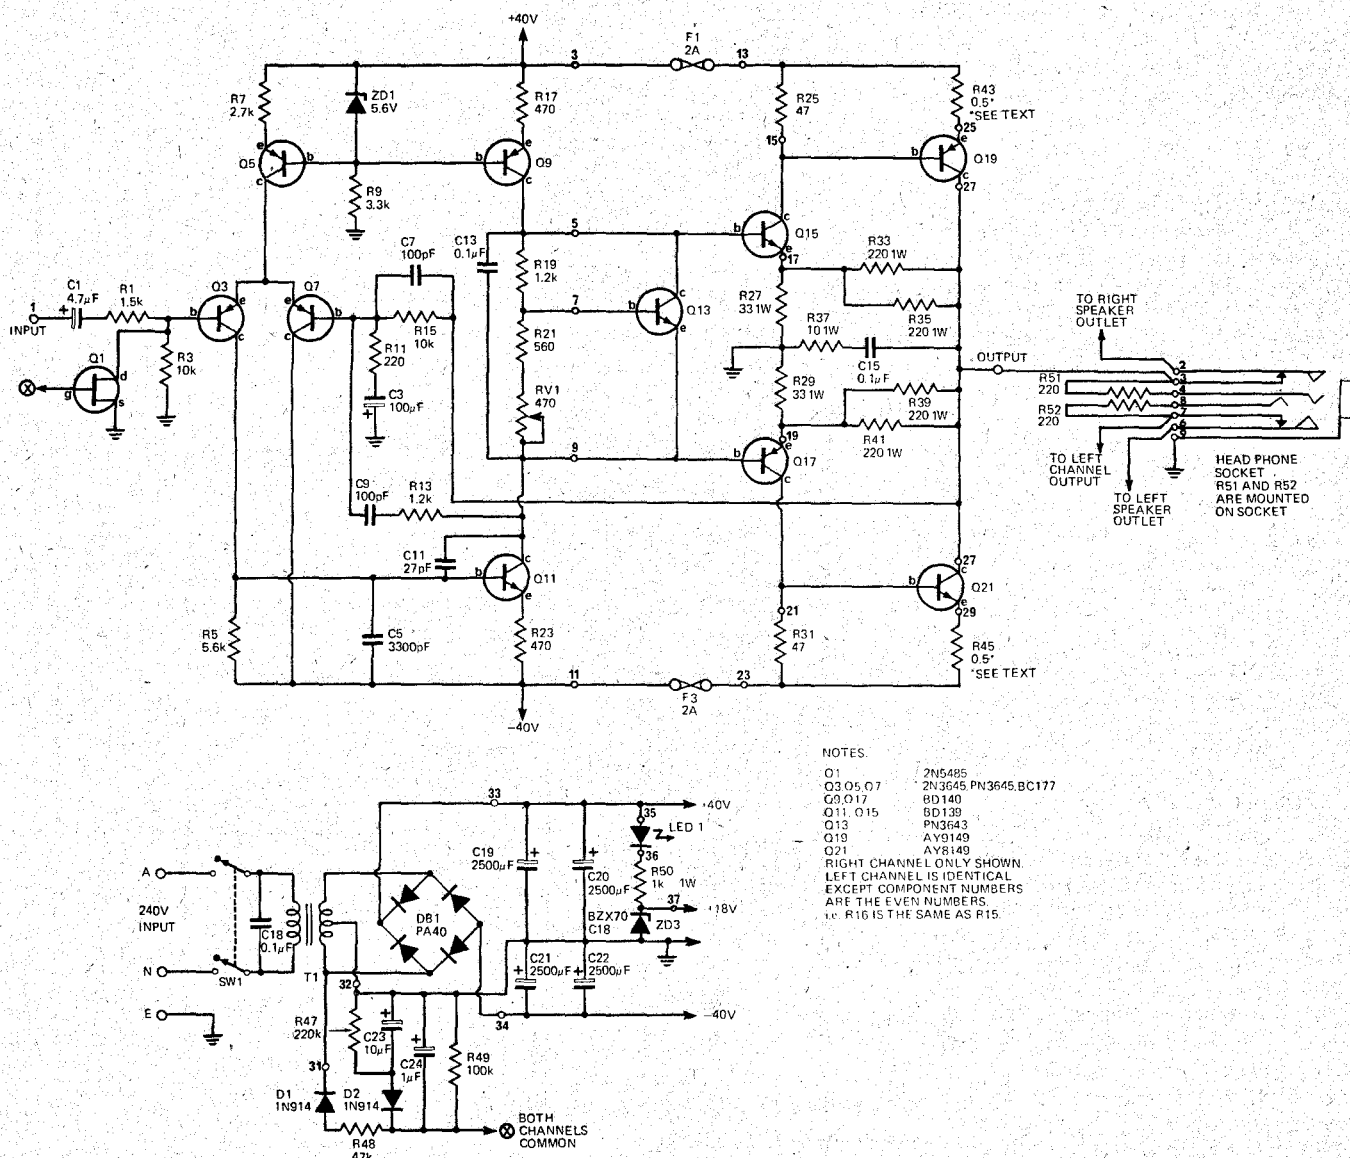 +40V
F1
2A
3
13
R7
2.7k
ZD1
5.6V
R17
470
R25
47
R43
0.5*
*SEE TEXT
15
25
e
Q5
b
c
b
e
Q9
c
b
e
Q19
c
27
R9
3.3k
C7
100pF
C13
0.1µF
5
b
c
Q15
e
17
R19
1.2k
R33
220 1W
C1
4.7µF
R1
1.5k
1
INPUT
Q3
b
e
c
Q7
e
b
c
R15
10k
7
b
c
Q13
e
R27
33 1W
R35
220 1W
R37
10 1W
C15
0.1µF
OUTPUT
TO RIGHT
SPEAKER
OUTLET
Q1
d
g
s
R3
10k
R11
220
C3
100µF
R21
560
RV1
470
R29
33 1W
R39
220 1W
R41
220 1W
R51
220
R52
220
2
3
4
8
7
6
5
9
b
19
e
Q17
c
TO LEFT
CHANNEL
OUTPUT
TO LEFT
SPEAKER
OUTLET
HEAD PHONE
SOCKET
R51 AND R52
ARE MOUNTED
ON SOCKET
C9
100pF
R13
1.2k
C11
27pF
b
c
Q11
e
27
c
b
Q21
e
29
R5
5.6k
C5
3300pF
R23
470
21
R31
47
R45
0.5*
*SEE TEXT
11
F3
2A
23
−40V
NOTES.
Q1 2N5485
Q3,Q5,Q7 2N3645,PN3645,BC177
Q9,Q17 BD140
Q11, Q15 BD139
Q13 PN3643
Q19 AY9149
Q21 AY8149
RIGHT CHANNEL ONLY SHOWN.
LEFT CHANNEL IS IDENTICAL
EXCEPT COMPONENT NUMBERS
ARE THE EVEN NUMBERS.
i.e. R16 IS THE SAME AS R15.
33
+40V
35
LED 1
36
C19
2500µF
C20
2500µF
R50
1k 1W
37
+18V
BZX70
C18
ZD3
A
240V
INPUT
N
E
SW1
C18
0.1µF
T1
DB1
PA40
C21
2500µF
C22
2500µF
32
34
−40V
R47
220k
C23
10µF
C24
1µF
R49
100k
31
D1
1N914
D2
1N914
R48
47k
BOTH
CHANNELS
COMMON